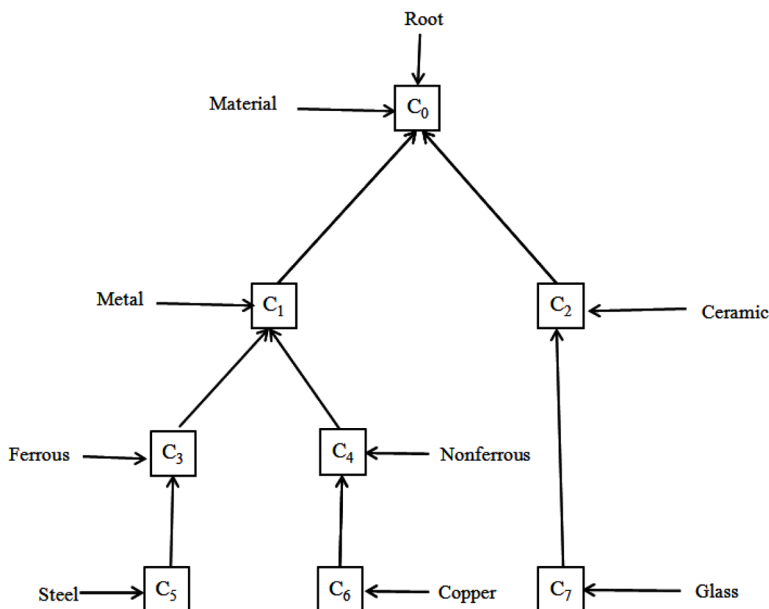 Root
Material
C₀
Metal
C₁
C₂
Ceramic
Ferrous
C₃
C₄
Nonferrous
Steel
C₅
C₆
Copper
C₇
Glass